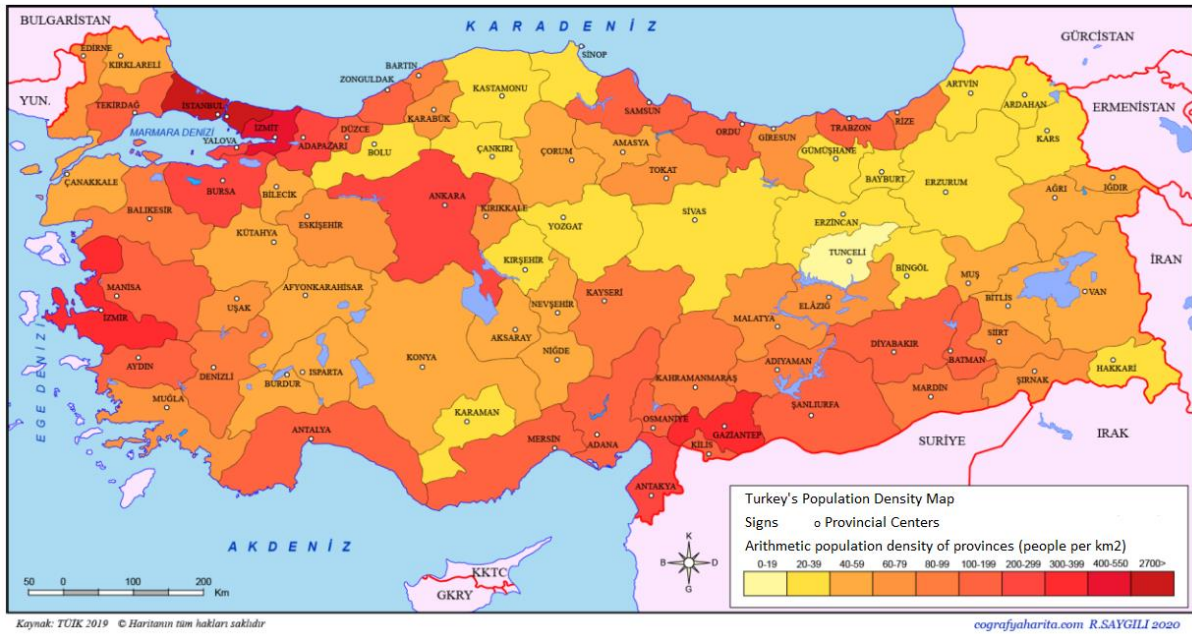 BULGARİSTAN
K A R A D E N İ Z
GÜRCİSTAN
EDİRNE
KIRKLARELİ
SİNOP
BARTIN
ZONGULDAK
KASTAMONU
YUN.
TEKİRDAĞ
İSTANBUL
ARTVİN
ARDAHAN
ERMENİSTAN
SAMSUN
KARABÜK
MARMARA DENİZİ
İZMİT
DÜZCE
ORDU
GİRESUN
TRABZON
RİZE
KARS
YALOVA
ADAPAZARI
BOLU
ÇANKIRI
ÇORUM
AMASYA
GÜMÜŞHANE
ÇANAKKALE
BURSA
BİLECİK
TOKAT
BAYBURT
ERZURUM
AĞRI
IĞDIR
ANKARA
KIRIKKALE
BALIKESİR
ESKİŞEHİR
YOZGAT
SİVAS
ERZİNCAN
KÜTAHYA
KIRŞEHİR
TUNCELİ
BİNGÖL
İRAN
MANİSA
UŞAK
AFYONKARAHİSAR
NEVŞEHİR
KAYSERİ
MUŞ
VAN
BİTLİS
İZMİR
ELÂZIĞ
MALATYA
AKSARAY
SİİRT
EGE DENİZİ
AYDIN
DENİZLİ
ISPARTA
KONYA
NİĞDE
DİYABAKIR
BATMAN
BURDUR
ADIYAMAN
HAKKARİ
KAHRAMANMARAŞ
MARDİN
ŞIRNAK
MUĞLA
KARAMAN
ŞANLIURFA
OSMANİYE
ANTALYA
MERSİN
ADANA
GAZİANTEP
KİLİS
SURİYE
IRAK
ANTAKYA
Turkey's Population Density Map
Signs o Provincial Centers
Arithmetic population density of provinces (people per km2)
0-19 20-39 40-59 60-79 80-99 100-199 200-299 300-399 400-550 2700>
A K D E N İ Z
K
B D
G
KKTC
GKRY
50 0 100 200
Km
Kaynak: TÜİK 2019 © Haritanın tüm hakları saklıdır
cografyaharita.com R.SAYGILI 2020